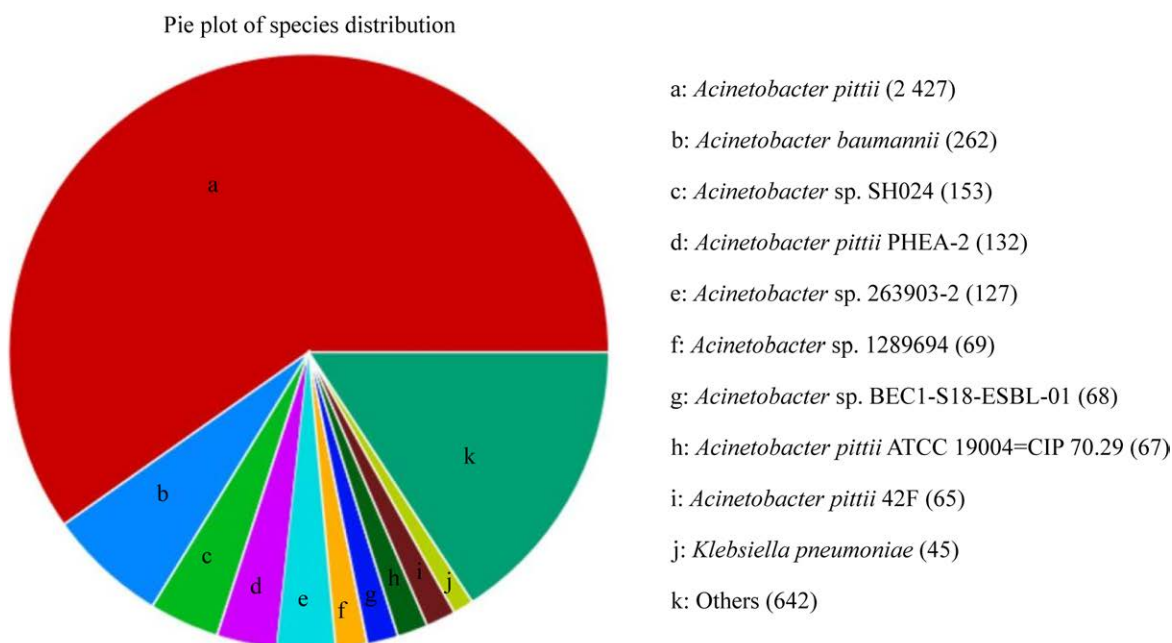 Pie plot of species distribution
a
b
c
d
e
f
g
h
i
j
k
a: Acinetobacter pittii (2 427)
b: Acinetobacter baumannii (262)
c: Acinetobacter sp. SH024 (153)
d: Acinetobacter pittii PHEA-2 (132)
e: Acinetobacter sp. 263903-2 (127)
f: Acinetobacter sp. 1289694 (69)
g: Acinetobacter sp. BEC1-S18-ESBL-01 (68)
h: Acinetobacter pittii ATCC 19004=CIP 70.29 (67)
i: Acinetobacter pittii 42F (65)
j: Klebsiella pneumoniae (45)
k: Others (642)